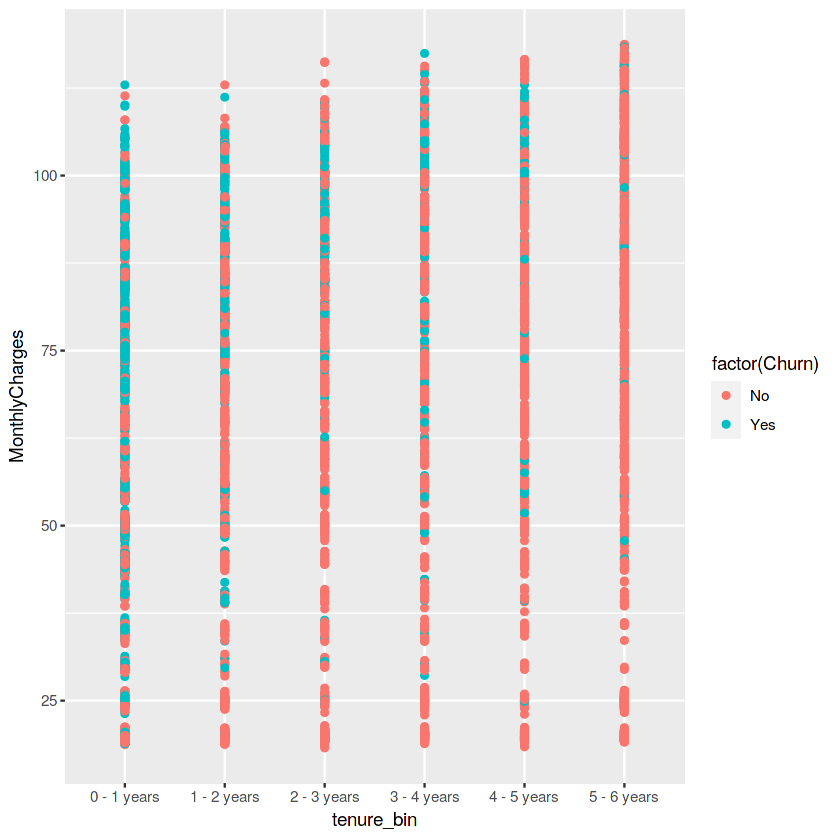 MonthlyCharges
100
75
50
25
0 - 1 years
1 - 2 years
2 - 3 years
3 - 4 years
4 - 5 years
5 - 6 years
tenure_bin
factor(Churn)
No
Yes